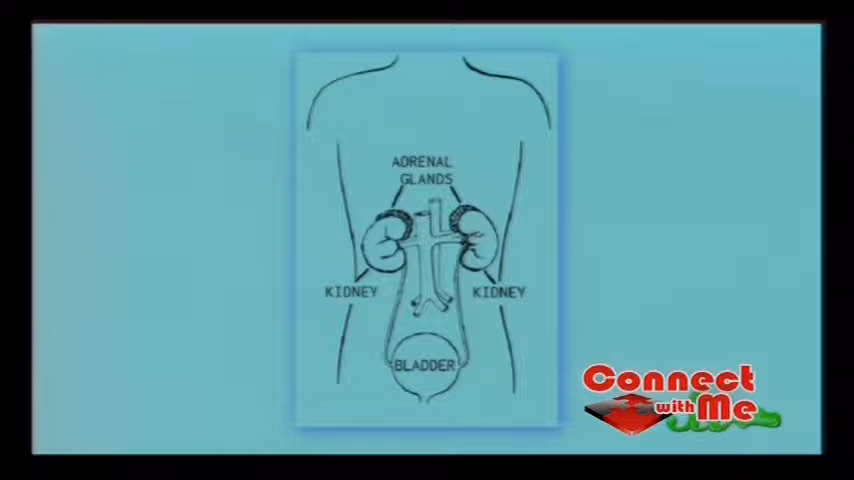 ADRENAL
GLANDS
KIDNEY
KIDNEY
BLADDER
Connect
with Me